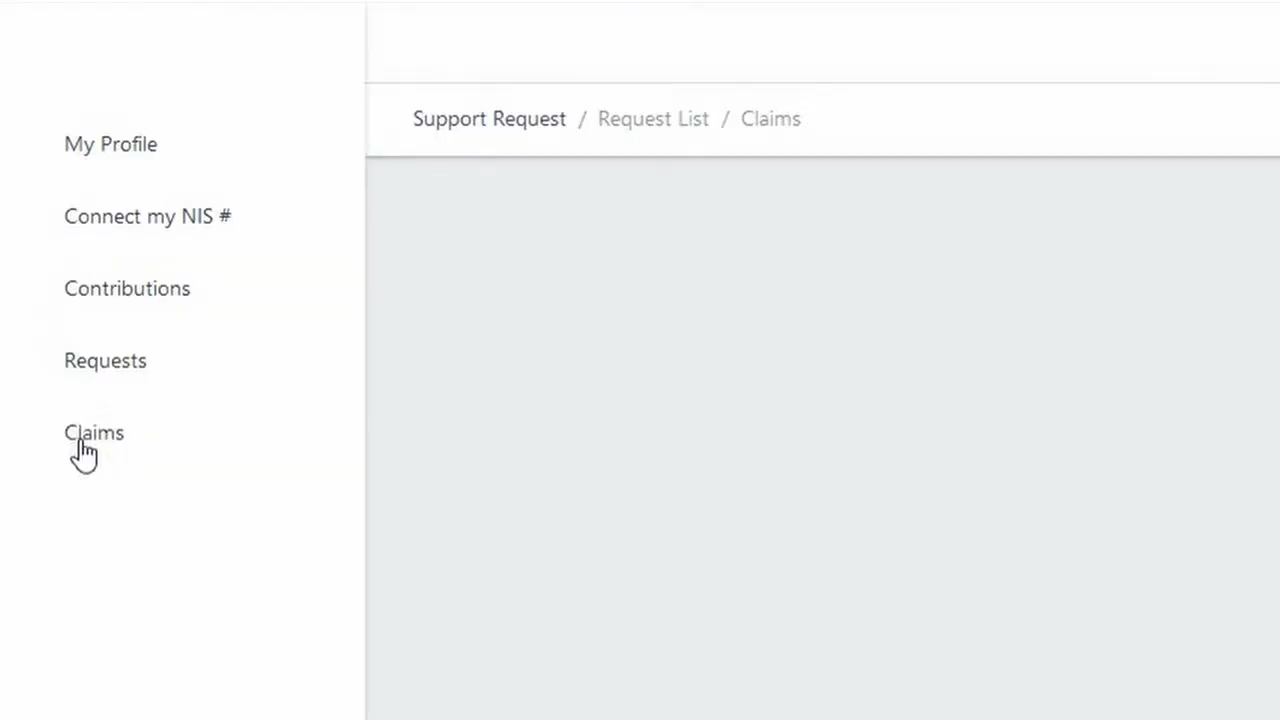 My Profile
Connect my NIS #
Contributions
Requests
Claims
Support Request / Request List / Claims